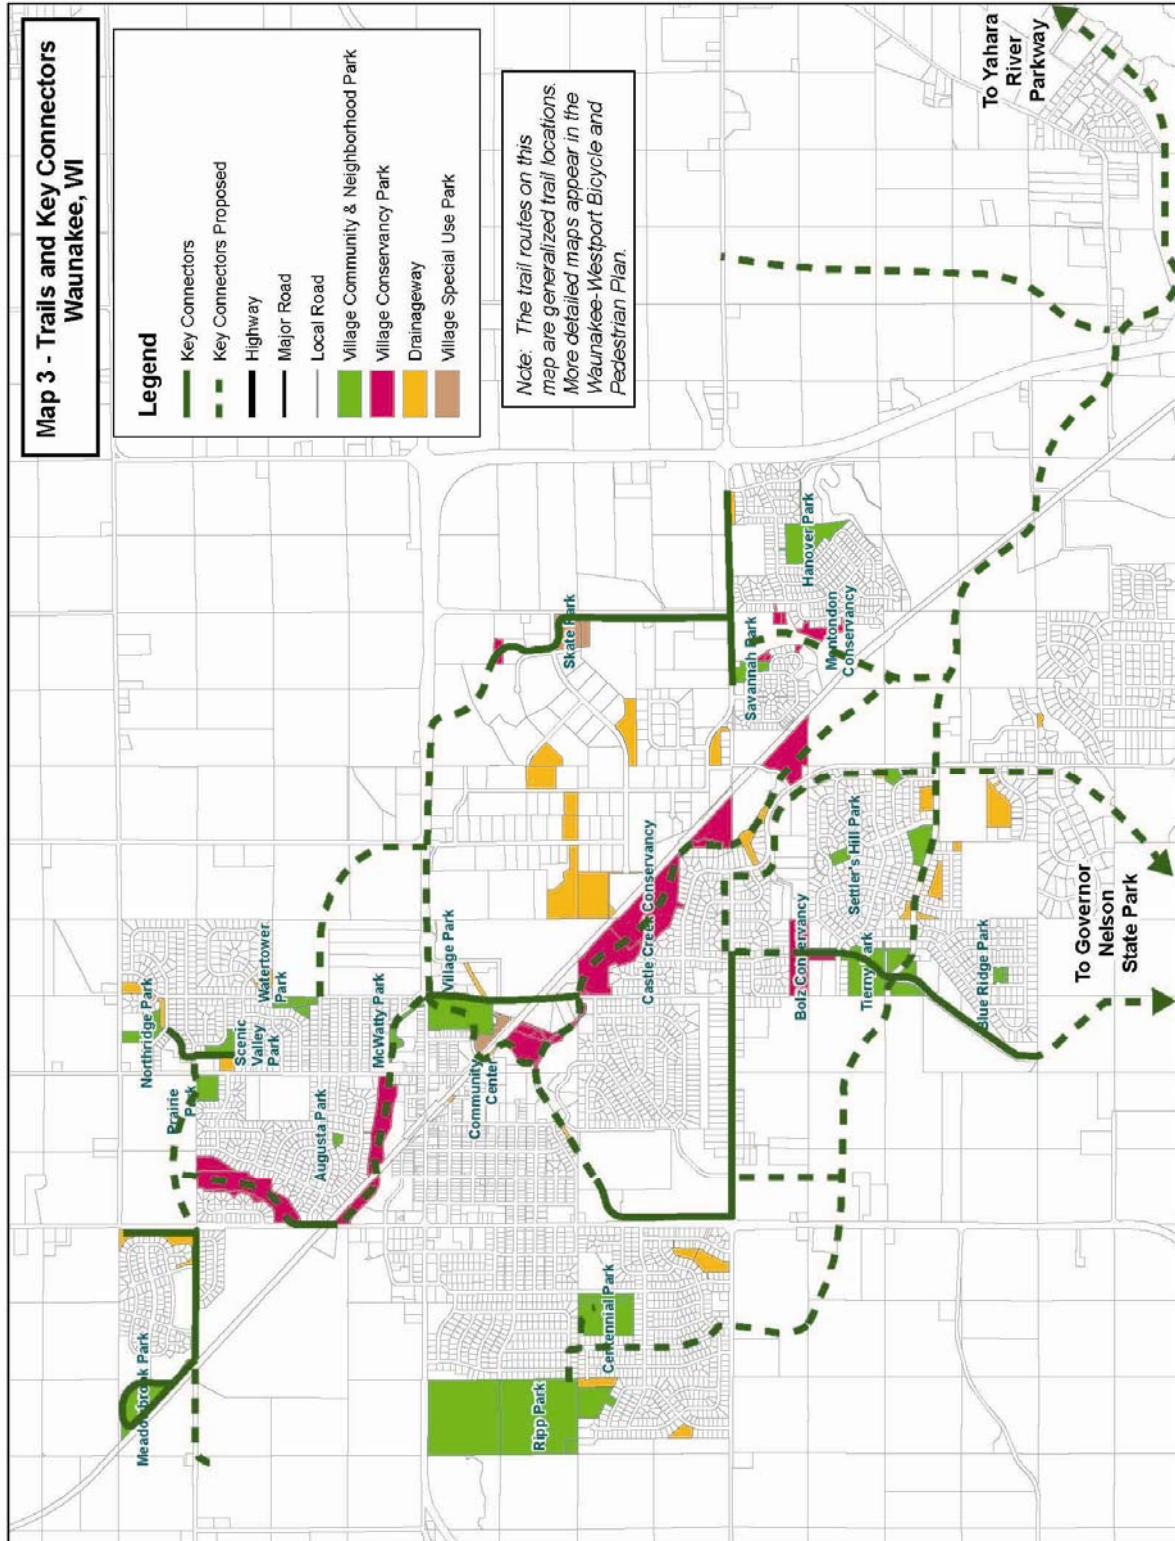 Map 3 - Trails and Key Connectors
Waunakee, WI
Legend
Key Connectors
Key Connectors Proposed
Highway
Major Road
Local Road
Village Community & Neighborhood Park
Village Conservancy Park
Drainageway
Village Special Use Park
Note: The trail routes on this
map are generalized trail locations.
More detailed maps appear in the
Waunakee-Westport Bicycle and
Pedestrian Plan.
To Yahara
River
Parkway
Meadowbrook Park
Northridge Park
Prairie
Park
Scenic
Valley
Park
Watertower
Park
Augusta Park
McWatty Park
Village Park
Community
Center
Skate Park
Ripp Park
Centennial Park
Castle Creek Conservancy
Savannah Park
Hanover Park
Montondon
Conservancy
Bolz Conservancy
Settler's Hill Park
Tierny Park
Blue Ridge Park
To Governor
Nelson
State Park